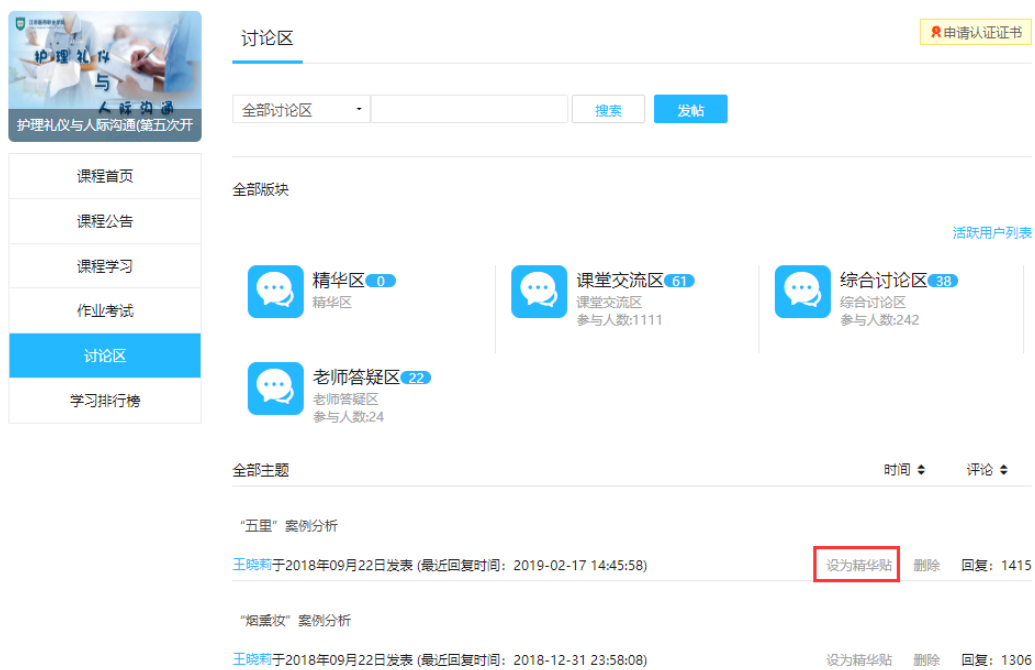 护理礼仪
与
人际沟通
护理礼仪与人际沟通(第五次开
课程首页
课程公告
课程学习
作业考试
讨论区
学习排行榜
讨论区
申请认证证书
全部讨论区
搜索
发帖
全部版块
活跃用户列表
精华区 0
精华区
课堂交流区 61
课堂交流区
参与人数:1111
综合讨论区 38
综合讨论区
参与人数:242
老师答疑区 22
老师答疑区
参与人数:24
全部主题 时间 评论
“五里”案例分析
王晓莉于2018年09月22日发表 (最近回复时间：2019-02-17 14:45:58) 设为精华贴 删除 回复：1415
“烟熏妆”案例分析
王晓莉于2018年09月22日发表 (最近回复时间：2018-12-31 23:58:08) 设为精华贴 删除 回复：1306